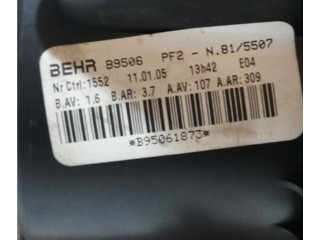 BEHR B9506 PF2 - N.81/5507
Nr Ctrl:1552 11.01.05 13h42 E04
B.AV: 1.6 B.AR: 3.7 A.AV: 107 A.AR: 309
*B95061873*